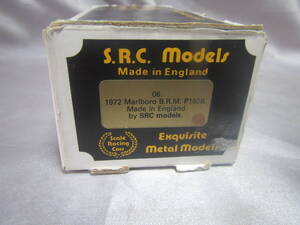 S.R.C. Models
Made in England
06.
1972 Marlboro B.R.M. P160B.
Made in England
by SRC models.
Scale
Racing
Cars
Exquisite
Metal Models